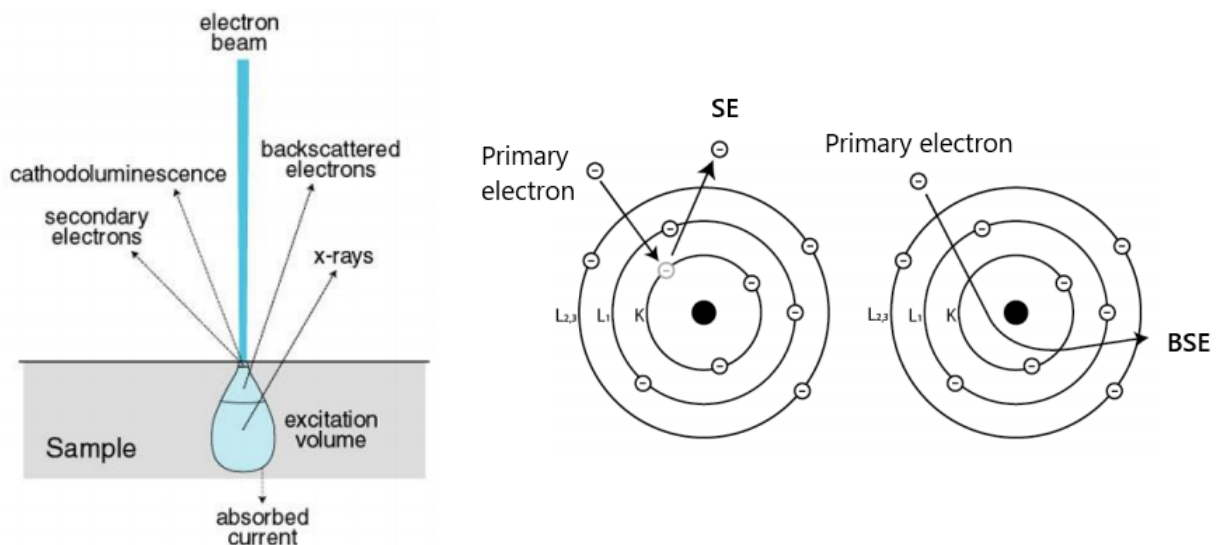 electron
beam
cathodoluminescence
backscattered
electrons
secondary
electrons
x-rays
excitation
volume
Sample
absorbed
current
SE
Primary
electron
L2,3 L1 K
Primary electron
L2,3 L1 K
BSE